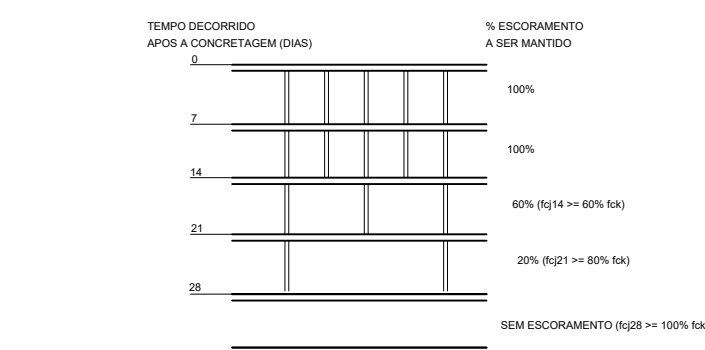 TEMPO DECORRIDO
APOS A CONCRETAGEM (DIAS)
% ESCORAMENTO
A SER MANTIDO
0
100%
7
100%
14
60% (fcj14 >= 60% fck)
21
20% (fcj21 >= 80% fck)
28
SEM ESCORAMENTO (fcj28 >= 100% fck